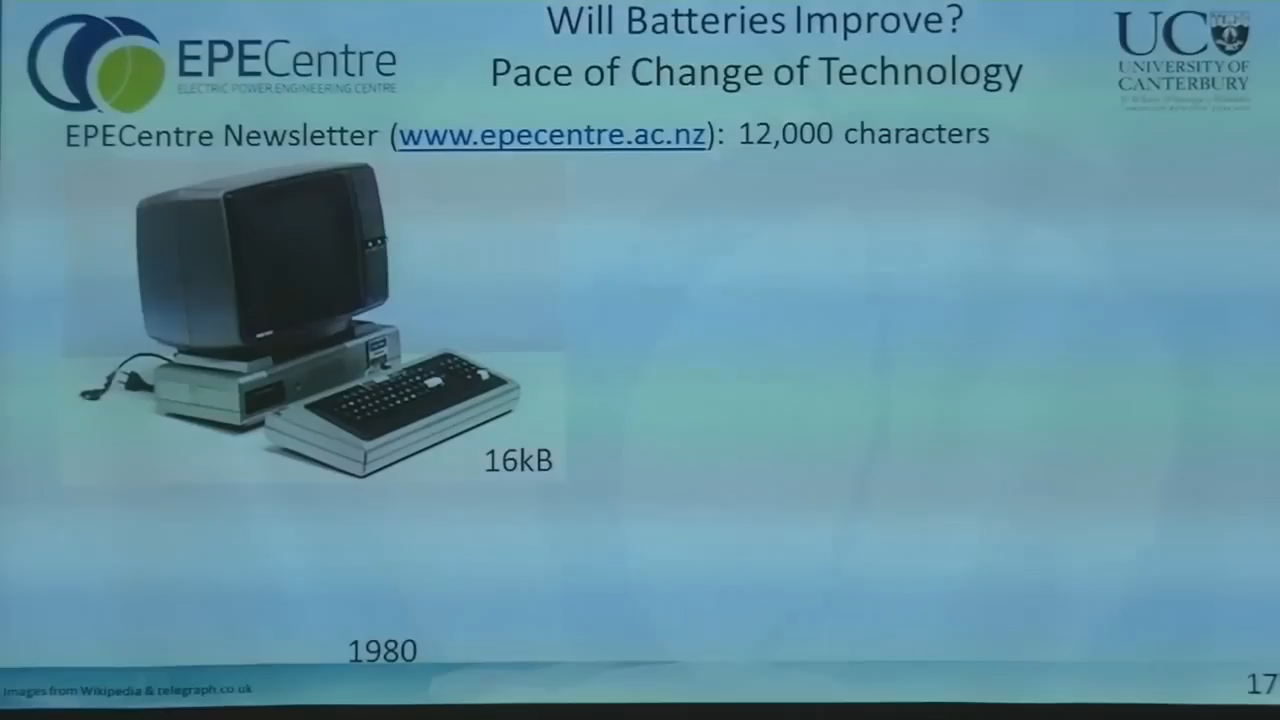 EPECentre
ELECTRIC POWER ENGINEERING CENTRE
Will Batteries Improve?
Pace of Change of Technology
UC
UNIVERSITY OF
CANTERBURY
EPECentre Newsletter (www.epecentre.ac.nz): 12,000 characters
16kB
1980
Images from Wikipedia & telegraph.co.uk
17